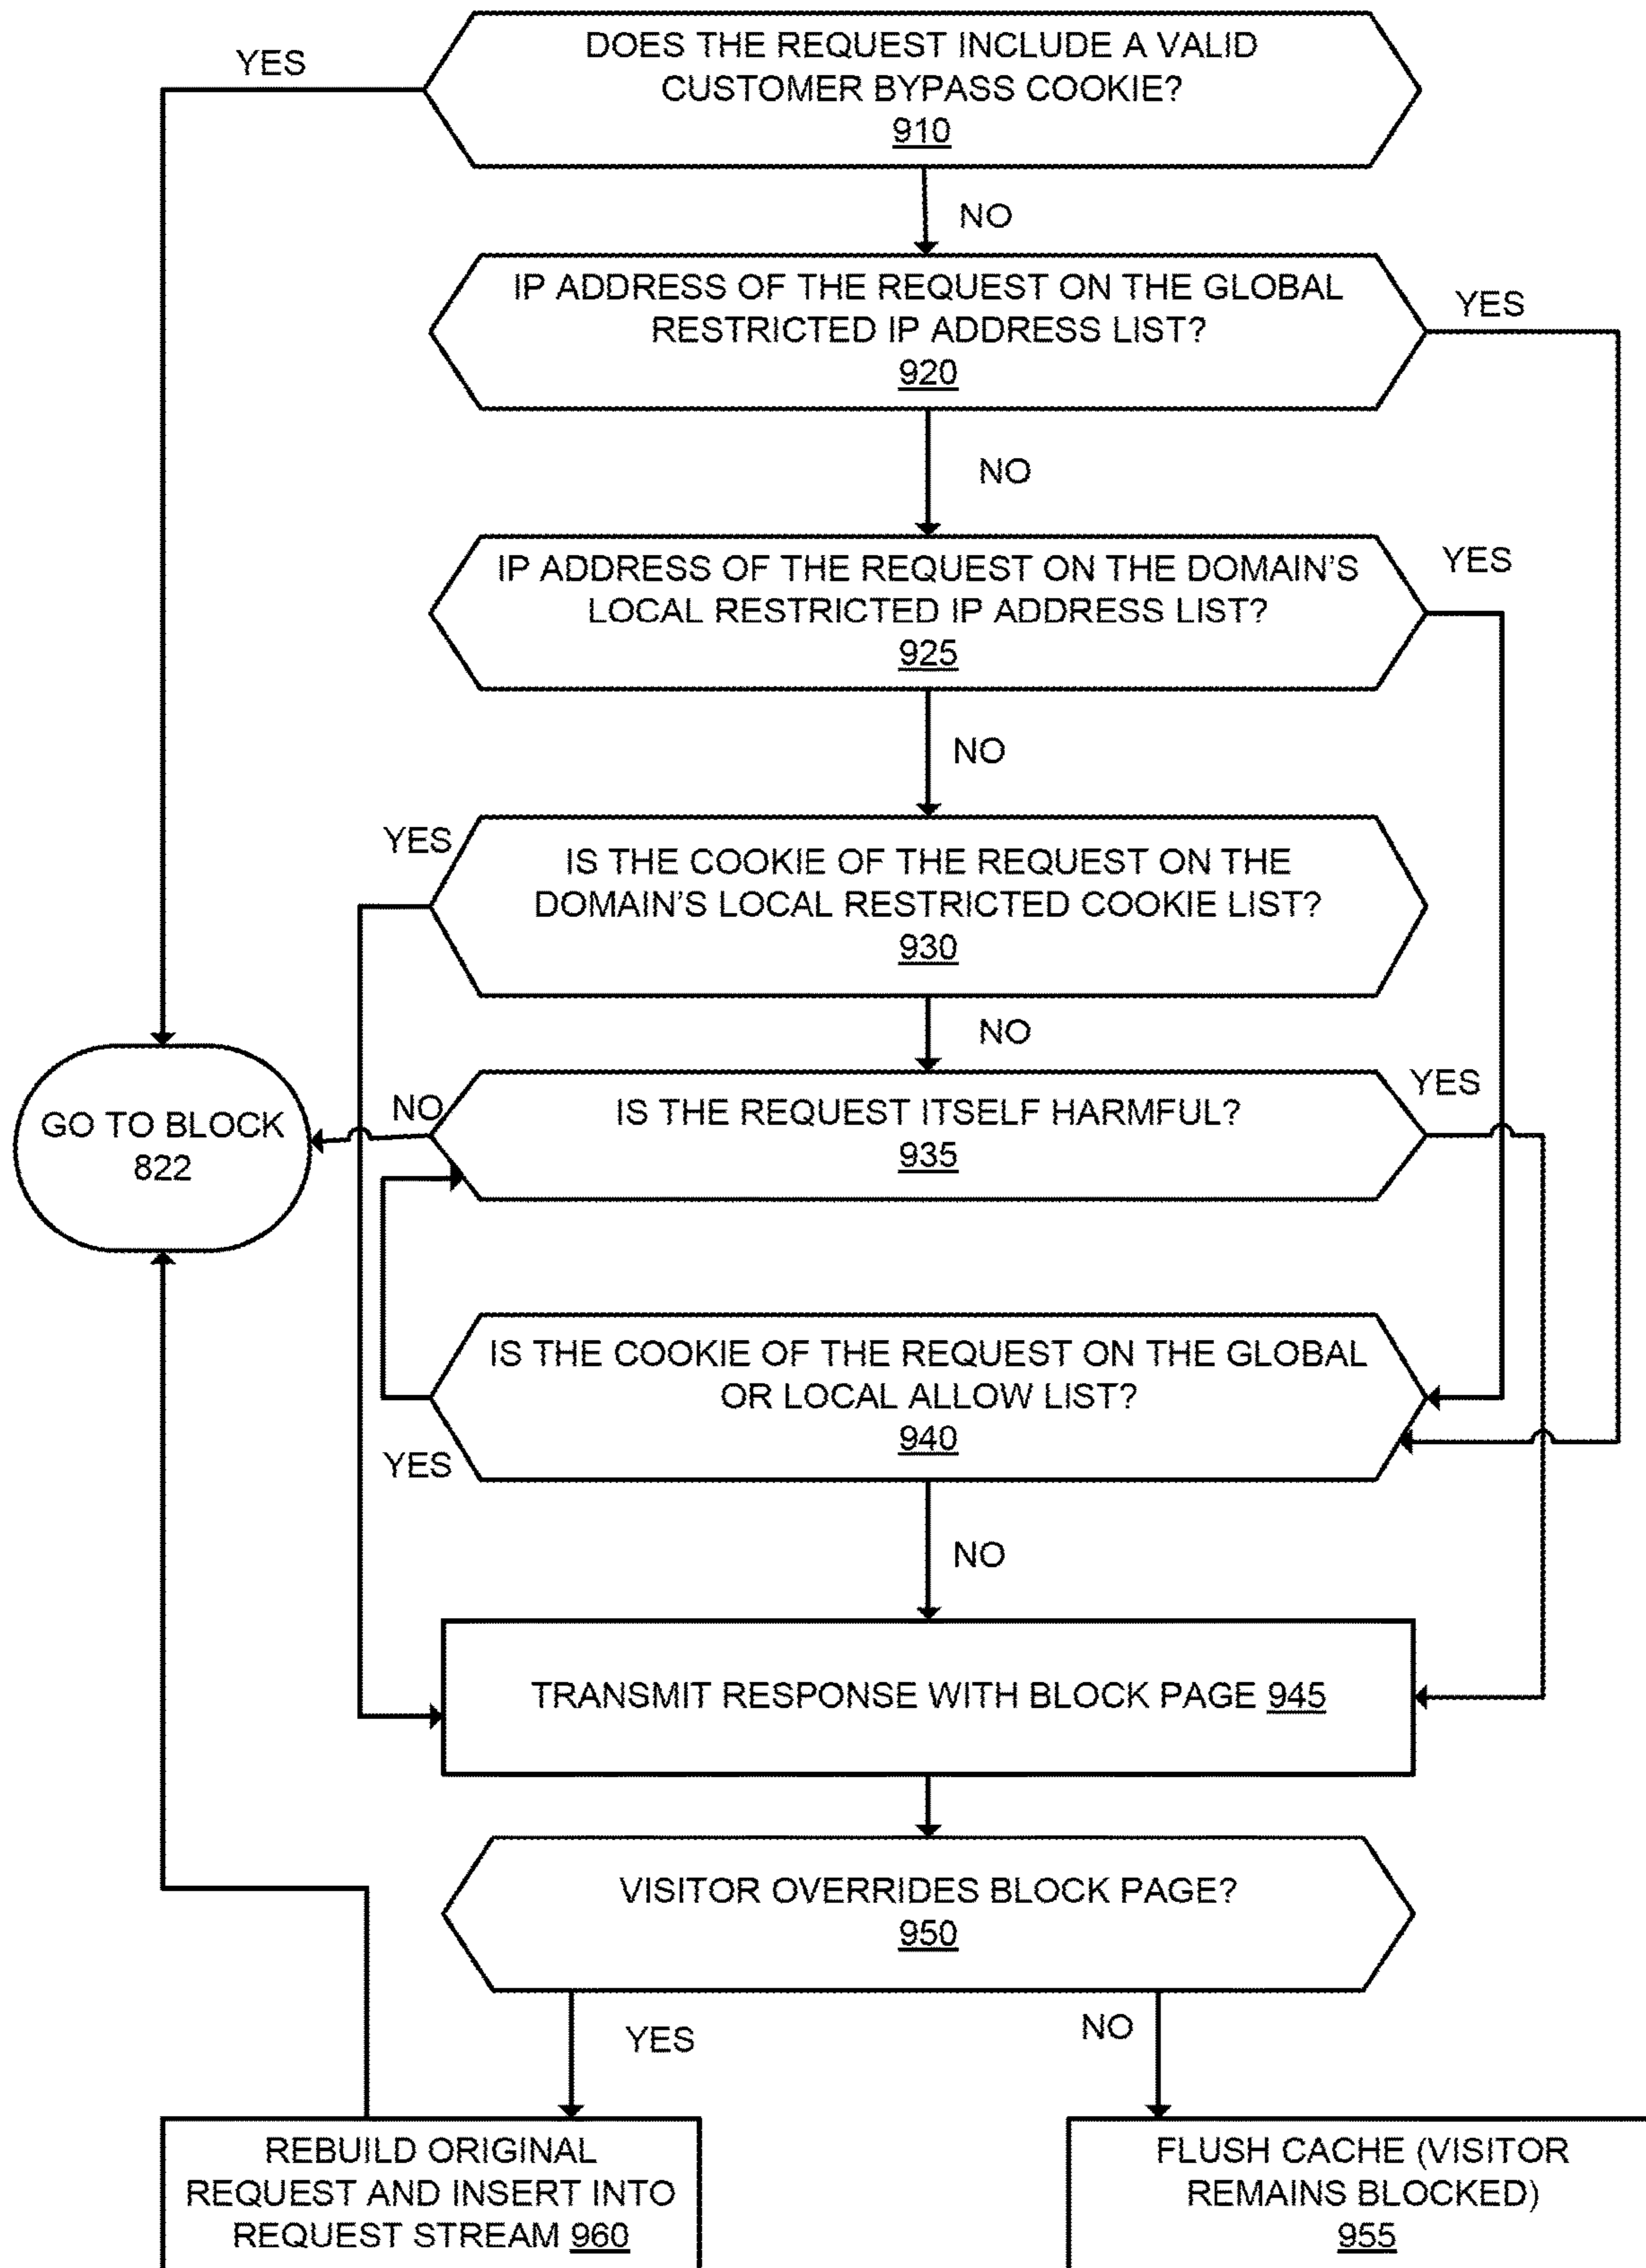 DOES THE REQUEST INCLUDE A VALID
CUSTOMER BYPASS COOKIE?
910
YES
NO
IP ADDRESS OF THE REQUEST ON THE GLOBAL
RESTRICTED IP ADDRESS LIST?
920
YES
NO
IP ADDRESS OF THE REQUEST ON THE DOMAIN'S
LOCAL RESTRICTED IP ADDRESS LIST?
925
YES
NO
YES
IS THE COOKIE OF THE REQUEST ON THE
DOMAIN'S LOCAL RESTRICTED COOKIE LIST?
930
NO
GO TO BLOCK
822
NO
IS THE REQUEST ITSELF HARMFUL?
935
YES
IS THE COOKIE OF THE REQUEST ON THE GLOBAL
OR LOCAL ALLOW LIST?
940
YES
NO
TRANSMIT RESPONSE WITH BLOCK PAGE 945
VISITOR OVERRIDES BLOCK PAGE?
950
YES
NO
REBUILD ORIGINAL
REQUEST AND INSERT INTO
REQUEST STREAM 960
FLUSH CACHE (VISITOR
REMAINS BLOCKED)
955